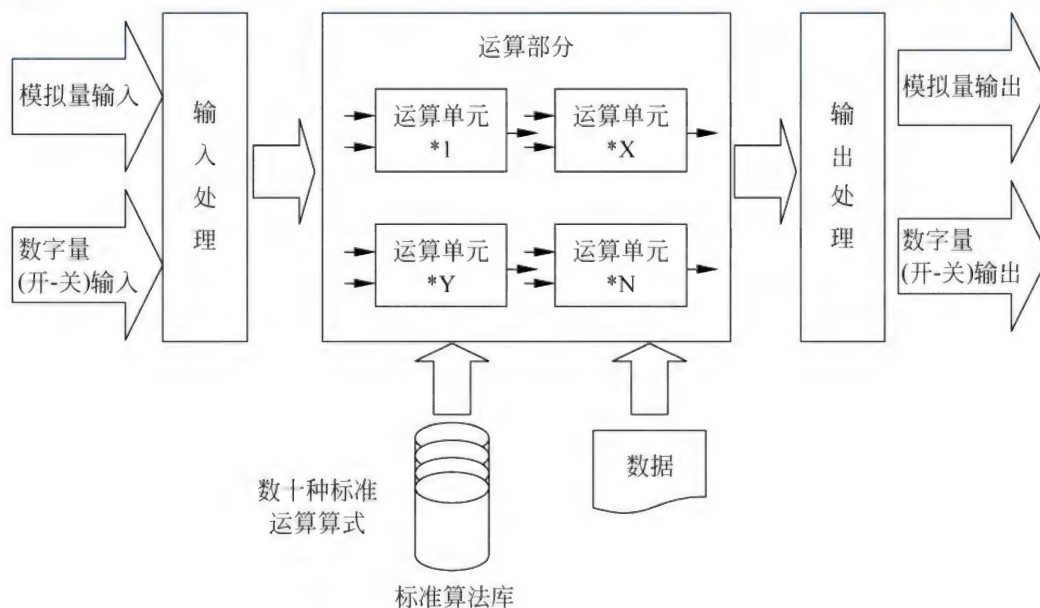 模拟量输入
数字量
(开-关)输入
输入处理
运算部分
运算单元
*1
运算单元
*X
运算单元
*Y
运算单元
*N
输出处理
模拟量输出
数字量
(开-关)输出
数十种标准
运算算式
标准算法库
数据